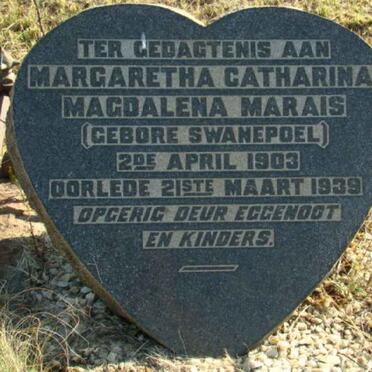 TER GEDAGTENIS AAN
MARGARETHA CATHARINA
MAGDALENA MARAIS
(GEBORE SWANEPOEL)
2DE APRIL 1903
OORLEDE 21STE MAART 1939
OPGERIG DEUR EGGENOOT
EN KINDERS.